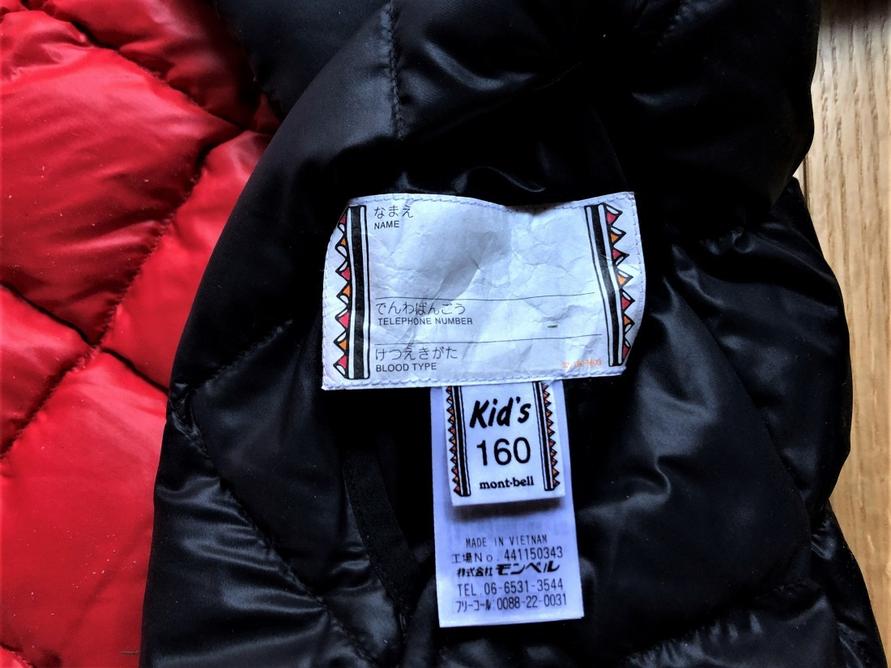 なまえ
NAME
でんわばんごう
TELEPHONE NUMBER
けつえきがた
BLOOD TYPE
Kid's
160
mont-bell
MADE IN VIETNAM
工場No. 441150343
株式会社モンベル
TEL.06-6531-3544
フリーコール:0088-22-0031